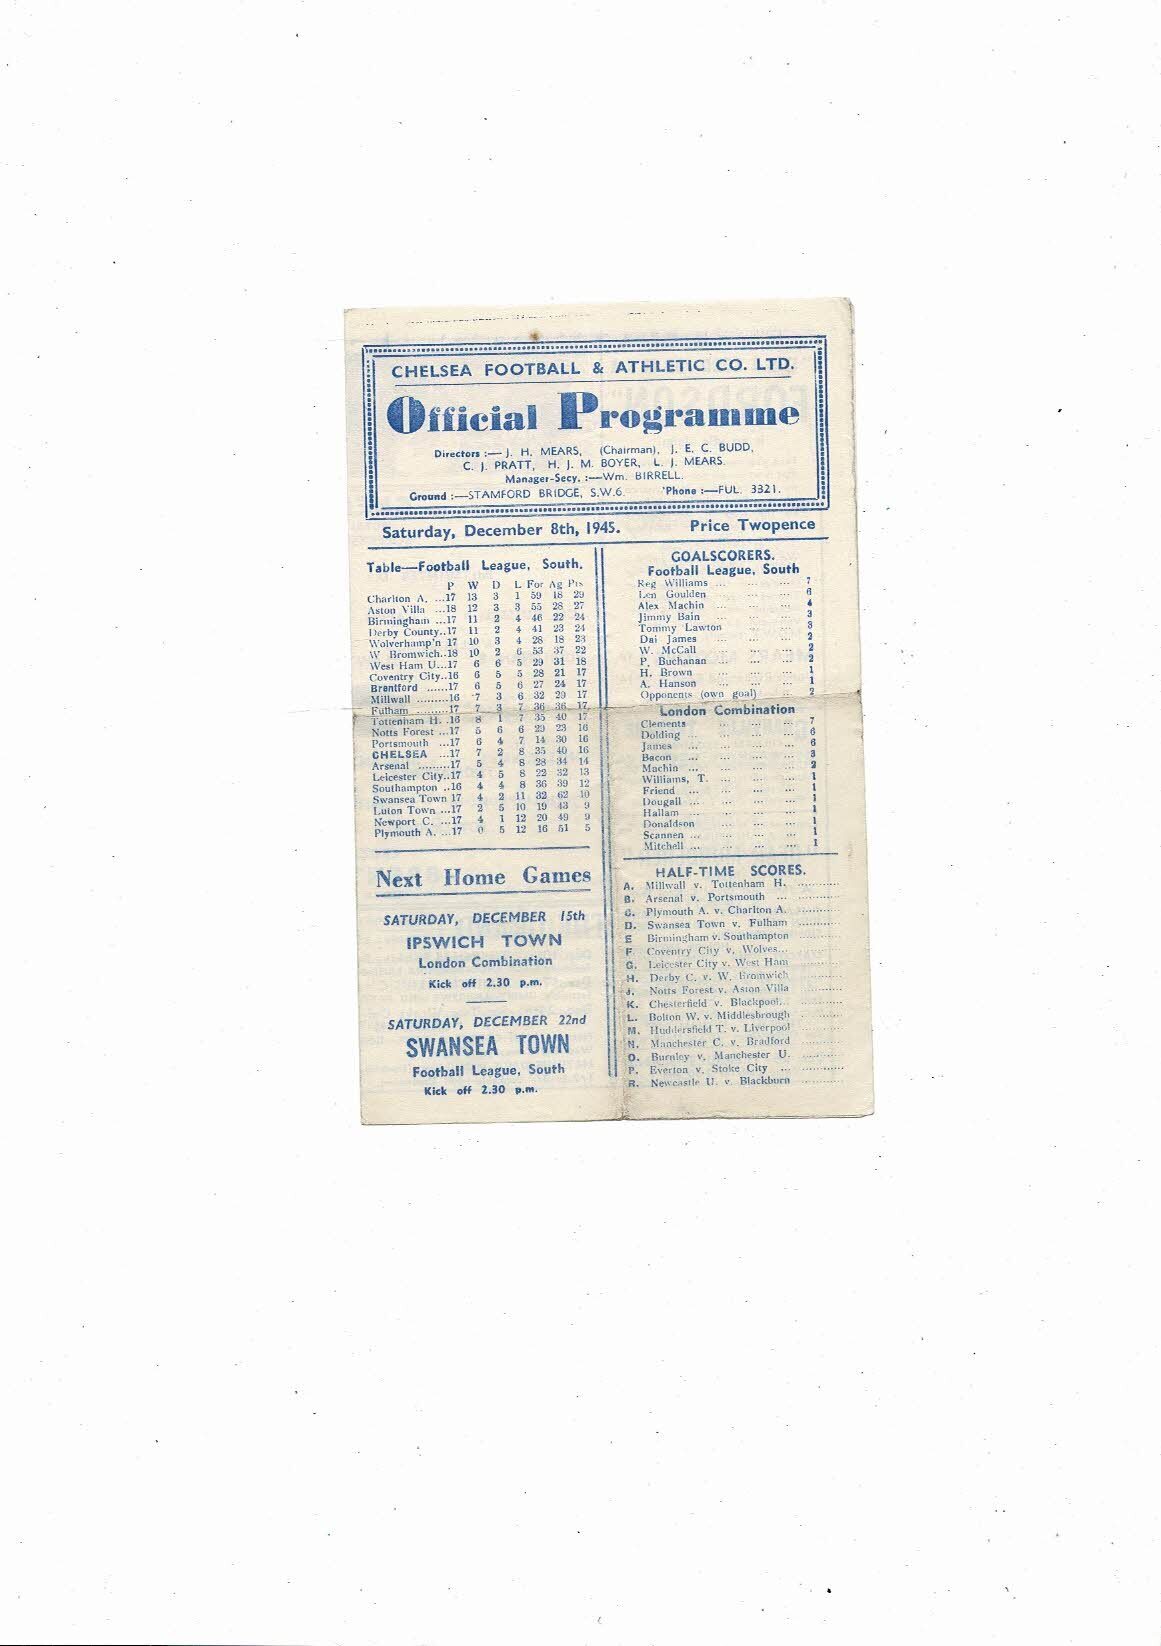 CHELSEA FOOTBALL & ATHLETIC CO. LTD.
Official Programme
Directors :— J. H. MEARS, (Chairman), J. E. C. BUDD,
C. J. PRATT, H. J. M. BOYER, L. J. MEARS.
Manager-Secy. :—Wm. BIRRELL.
Ground :—STAMFORD BRIDGE, S.W.6. 'Phone :—FUL. 3321.
Saturday, December 8th, 1945. Price Twopence
Table—Football League, South.
P W D L For Ag Pts
Charlton A. ...17 13 3 1 59 18 29
Aston Villa ...18 12 3 3 55 28 27
Birmingham ...17 11 2 4 46 22 24
Derby County..17 11 2 4 41 23 24
Wolverhamp'n 17 10 3 4 28 18 23
W Bromwich..18 10 2 6 53 37 22
West Ham U...17 6 6 5 29 31 18
Coventry City..16 6 5 5 28 21 17
Brentford ......17 6 5 6 27 24 17
Millwall .........16 7 3 6 32 29 17
Fulham .........17 7 3 7 36 36 17
Tottenham H. .16 8 1 7 35 40 17
Notts Forest ...17 5 6 6 29 23 16
Portsmouth ...17 6 4 7 14 30 16
CHELSEA ...17 7 2 8 35 40 16
Arsenal .........17 5 4 8 28 34 14
Leicester City..17 4 5 8 22 32 13
Southampton ..16 4 4 8 36 39 12
Swansea Town 17 4 2 11 32 62 10
Luton Town ...17 2 5 10 19 43 9
Newport C. ...17 4 1 12 20 49 9
Plymouth A. ...17 0 5 12 16 51 5
Next Home Games
SATURDAY, DECEMBER 15th
IPSWICH TOWN
London Combination
Kick off 2.30 p.m.
SATURDAY, DECEMBER 22nd
SWANSEA TOWN
Football League, South
Kick off 2.30 p.m.
GOALSCORERS.
Football League, South
Reg Williams ... ... ... 7
Len Goulden ... ... 6
Alex Machin ... ... ... 4
Jimmy Bain ... ... ... 3
Tommy Lawton ... ... 3
Dai James ... ... ... 2
W. McCall ... ... ... 2
P. Buchanan ... ... 2
H. Brown ... ... ... 1
A. Hanson ... ... ... 1
Opponents (own goal) ... 2
London Combination
Clements ... ... ... 7
Dolding ... ... ... ... 6
James ... ... ... ... 6
Bacon ... ... ... ... 3
Machin ... ... ... ... 2
Williams, T. ... ... ... 1
Friend ... ... ... ... 1
Dougall ... ... ... ... 1
Hallam ... ... ... ... 1
Donaldson ... ... ... 1
Scannen ... ... ... ... 1
Mitchell ... ... ... ... 1
HALF-TIME SCORES.
A. Millwall v. Tottenham H. ...........
B. Arsenal v. Portsmouth ... ...........
C. Plymouth A. v. Charlton A. ..........
D. Swansea Town v. Fulham ...........
E Birmingham v. Southampton ..........
F. Coventry City v. Wolves... ..........
G. Leicester City v. West Ham ..........
H. Derby C. v. W. Bromwich ..........
J. Notts Forest v. Aston Villa ..........
K. Chesterfield v. Blackpool... ...........
L. Bolton W. v. Middlesbrough ...........
M. Huddersfield T. v. Liverpool ...........
N. Manchester C. v. Bradford ...........
O. Burnley v. Manchester U. ...........
P. Everton v. Stoke City ... ............
R. Newcastle U. v. Blackburn ............